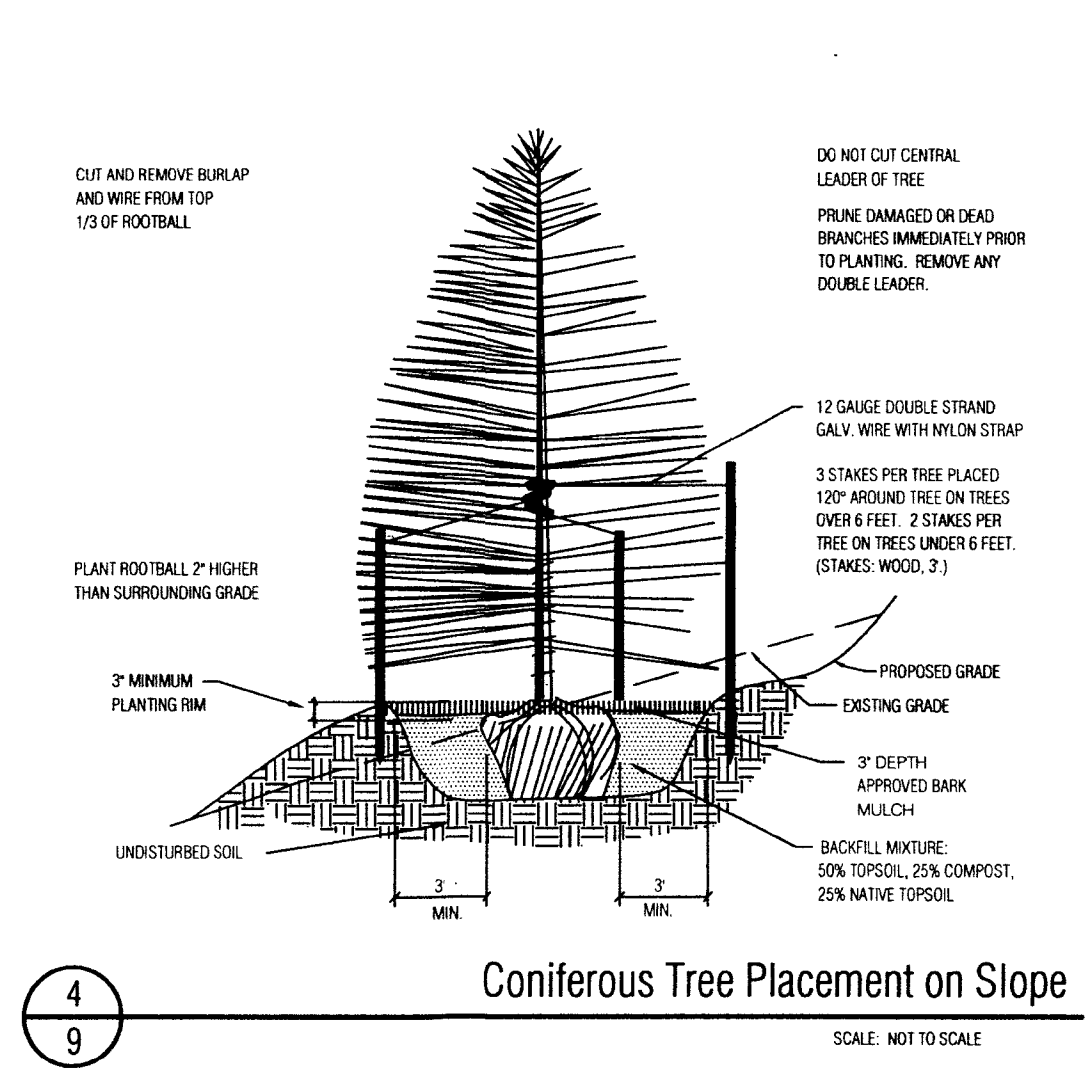 CUT AND REMOVE BURLAP
AND WIRE FROM TOP
1/3 OF ROOTBALL
DO NOT CUT CENTRAL
LEADER OF TREE
PRUNE DAMAGED OR DEAD
BRANCHES IMMEDIATELY PRIOR
TO PLANTING. REMOVE ANY
DOUBLE LEADER.
12 GAUGE DOUBLE STRAND
GALV. WIRE WITH NYLON STRAP
3 STAKES PER TREE PLACED
120° AROUND TREE ON TREES
OVER 6 FEET. 2 STAKES PER
TREE ON TREES UNDER 6 FEET.
(STAKES: WOOD, 3'.)
PLANT ROOTBALL 2" HIGHER
THAN SURROUNDING GRADE
3" MINIMUM
PLANTING RIM
PROPOSED GRADE
EXISTING GRADE
3" DEPTH
APPROVED BARK
MULCH
UNDISTURBED SOIL
BACKFILL MIXTURE:
50% TOPSOIL, 25% COMPOST,
25% NATIVE TOPSOIL
3'
MIN.
3'
MIN.
4
9
Coniferous Tree Placement on Slope
SCALE: NOT TO SCALE